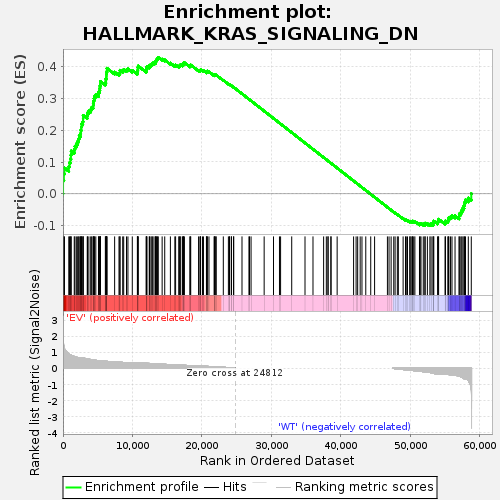 Enrichment plot:
HALLMARK_KRAS_SIGNALING_DN
Enrichment score (ES)
0.4
0.3
0.2
0.1
0.0
-0.1
'EV' (positively correlated)
Ranked list metric (Signal2Noise)
3
2
1
0
-1
-2
-3
-4
Zero cross at 24812
'WT' (negatively correlated)
0
10,000
20,000
30,000
40,000
50,000
60,000
Rank in Ordered Dataset
Enrichment profile
Hits
Ranking metric scores